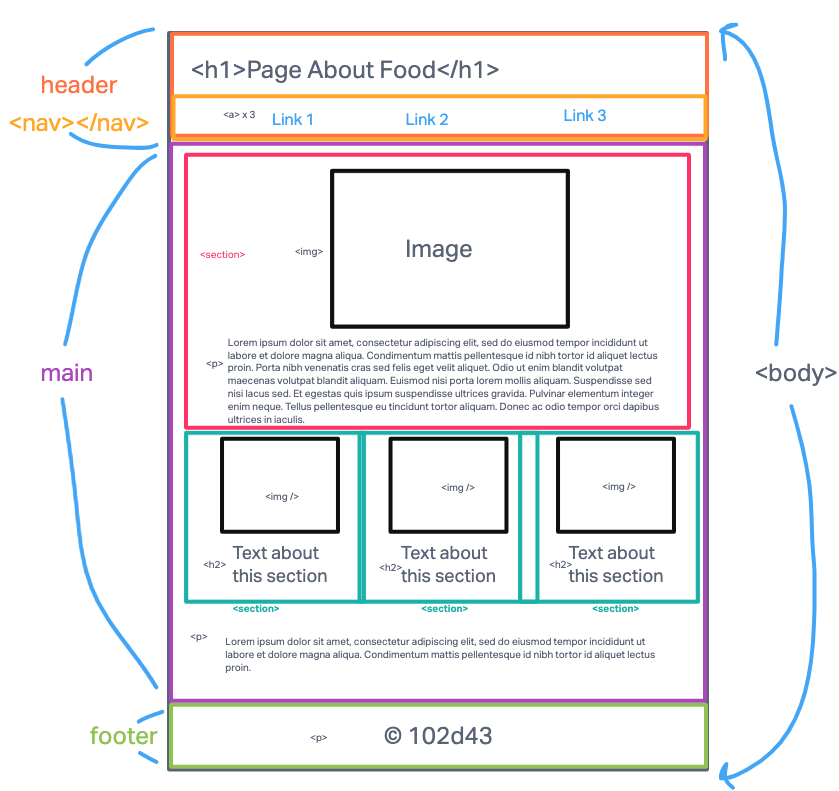 <h1>Page About Food</h1>
header
<nav></nav>
<a> x 3
Link 1
Link 2
Link 3
<section>
<img>
Image
<p>
Lorem ipsum dolor sit amet, consectetur adipiscing elit, sed do eiusmod tempor incididunt ut
labore et dolore magna aliqua. Condimentum mattis pellentesque id nibh tortor id aliquet lectus
proin. Porta nibh venenatis cras sed felis eget velit aliquet. Odio ut enim blandit volutpat
maecenas volutpat blandit aliquam. Euismod nisi porta lorem mollis aliquam. Suspendisse sed
nisi lacus sed. Et egestas quis ipsum suspendisse ultrices gravida. Pulvinar elementum integer
enim neque. Tellus pellentesque eu tincidunt tortor aliquam. Donec ac odio tempor orci dapibus
ultrices in iaculis.
main
<body>
<img />
<h2>
Text about
this section
<section>
<img />
<h2>
Text about
this section
<section>
<img />
<h2>
Text about
this section
<section>
<p>
Lorem ipsum dolor sit amet, consectetur adipiscing elit, sed do eiusmod tempor incididunt ut
labore et dolore magna aliqua. Condimentum mattis pellentesque id nibh tortor id aliquet lectus
proin.
footer
<p>
© 102d43